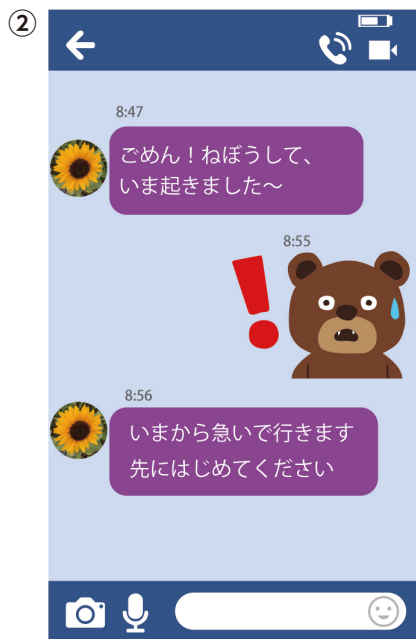 ②
8:47
ごめん！ねぼうして、
いま起きました～
8:55
8:56
いまから急いで行きます
先にはじめてください